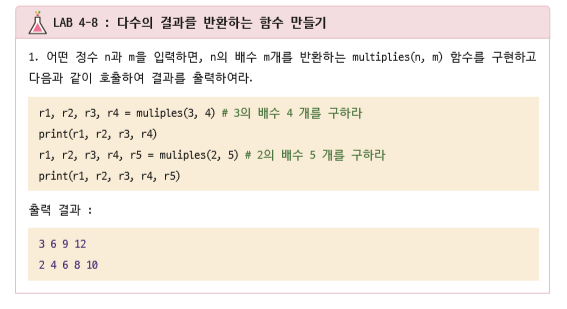 LAB 4-8 : 다수의 결과를 반환하는 함수 만들기
1. 어떤 정수 n과 m을 입력하면, n의 배수 m개를 반환하는 multiplies(n, m) 함수를 구현하고
다음과 같이 호출하여 결과를 출력하여라.
r1, r2, r3, r4 = muliples(3, 4) # 3의 배수 4 개를 구하라
print(r1, r2, r3, r4)
r1, r2, r3, r4, r5 = muliples(2, 5) # 2의 배수 5 개를 구하라
print(r1, r2, r3, r4, r5)
출력 결과 :
3 6 9 12
2 4 6 8 10